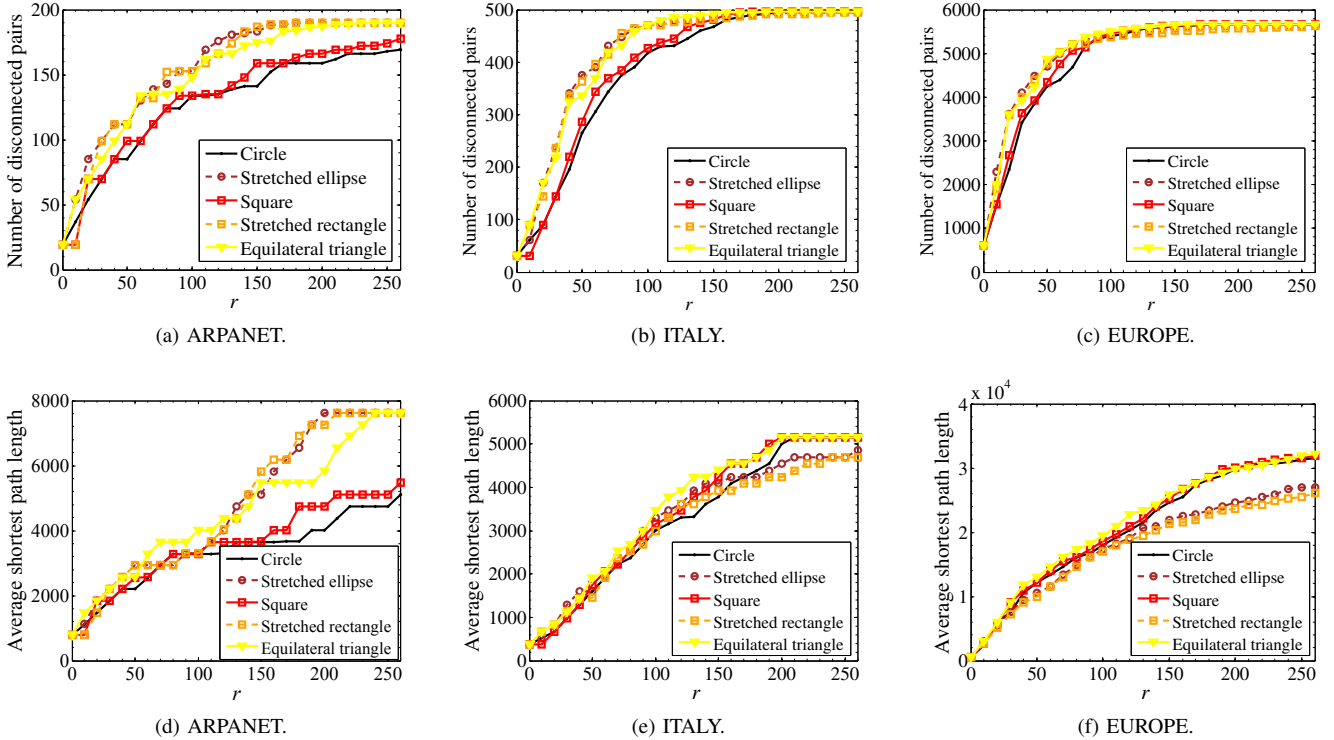 Number of disconnected pairs
200
150
100
50
0
0 50 100 150 200 250
r
Circle
Stretched ellipse
Square
Stretched rectangle
Equilateral triangle
(a) ARPANET.
Number of disconnected pairs
500
400
300
200
100
0
0 50 100 150 200 250
r
Circle
Stretched ellipse
Square
Stretched rectangle
Equilateral triangle
(b) ITALY.
Number of disconnected pairs
6000
5000
4000
3000
2000
1000
0
0 50 100 150 200 250
r
Circle
Stretched ellipse
Square
Stretched rectangle
Equilateral triangle
(c) EUROPE.
Average shortest path length
8000
6000
4000
2000
0
0 50 100 150 200 250
r
Circle
Stretched ellipse
Square
Stretched rectangle
Equilateral triangle
(d) ARPANET.
Average shortest path length
6000
5000
4000
3000
2000
1000
0
0 50 100 150 200 250
r
Circle
Stretched ellipse
Square
Stretched rectangle
Equilateral triangle
(e) ITALY.
Average shortest path length
x 10^4
4
3
2
1
0
0 50 100 150 200 250
r
Circle
Stretched ellipse
Square
Stretched rectangle
Equilateral triangle
(f) EUROPE.